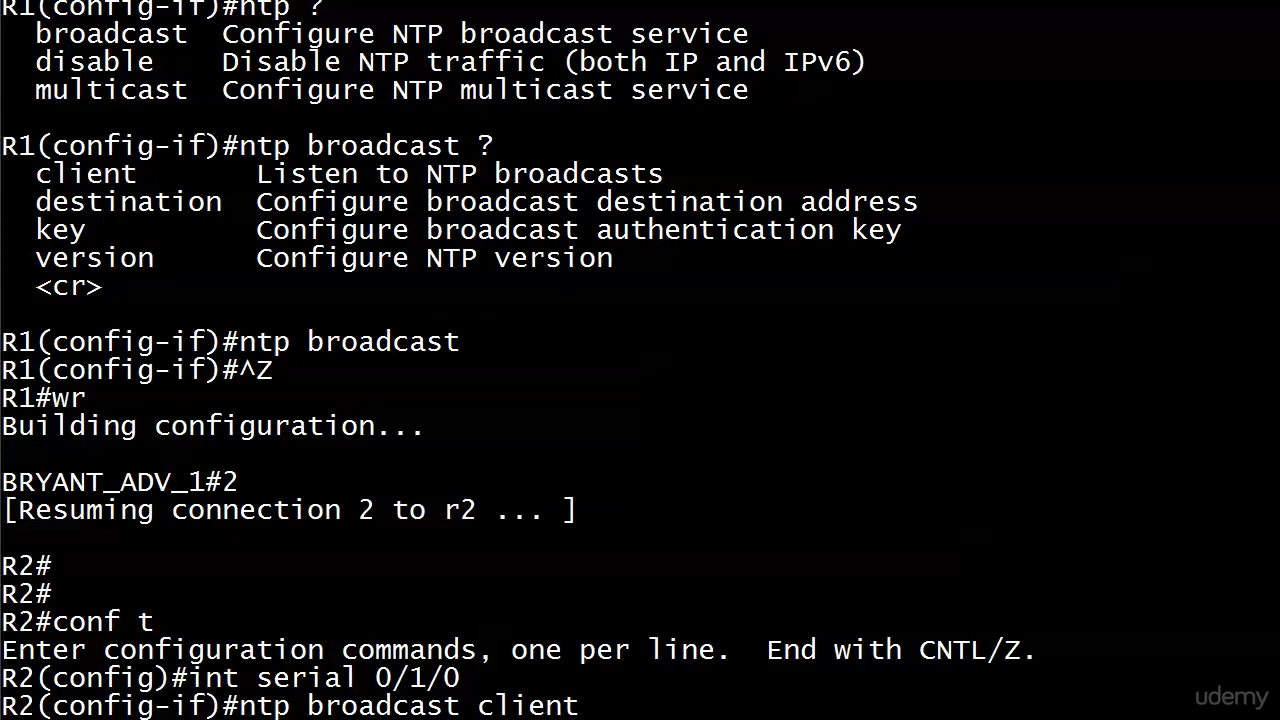 R1(config-if)#ntp ?
  broadcast  Configure NTP broadcast service
  disable    Disable NTP traffic (both IP and IPv6)
  multicast  Configure NTP multicast service

R1(config-if)#ntp broadcast ?
  client       Listen to NTP broadcasts
  destination  Configure broadcast destination address
  key          Configure broadcast authentication key
  version      Configure NTP version
  <cr>

R1(config-if)#ntp broadcast
R1(config-if)#^Z
R1#wr
Building configuration...

BRYANT_ADV_1#2
[Resuming connection 2 to r2 ... ]

R2#
R2#
R2#conf t
Enter configuration commands, one per line.  End with CNTL/Z.
R2(config)#int serial 0/1/0
R2(config-if)#ntp broadcast client
udemy